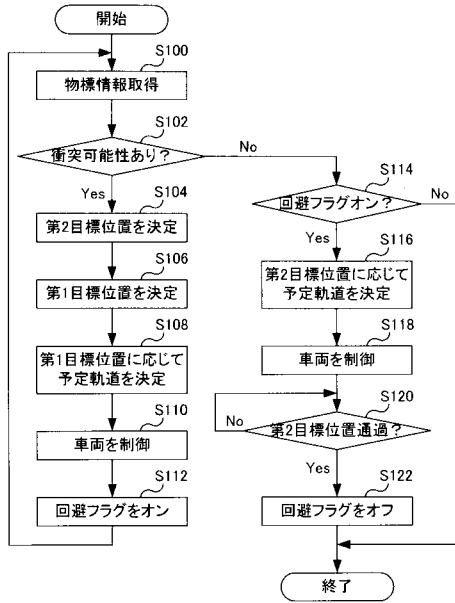 開始
S100
物標情報取得
S102
衝突可能性あり?
No
Yes
S104
第2目標位置を決定
S106
第1目標位置を決定
S108
第1目標位置に応じて
予定軌道を決定
S110
車両を制御
S112
回避フラグをオン
S114
回避フラグオン?
No
Yes
S116
第2目標位置に応じて
予定軌道を決定
S118
車両を制御
S120
第2目標位置通過?
No
Yes
S122
回避フラグをオフ
終了